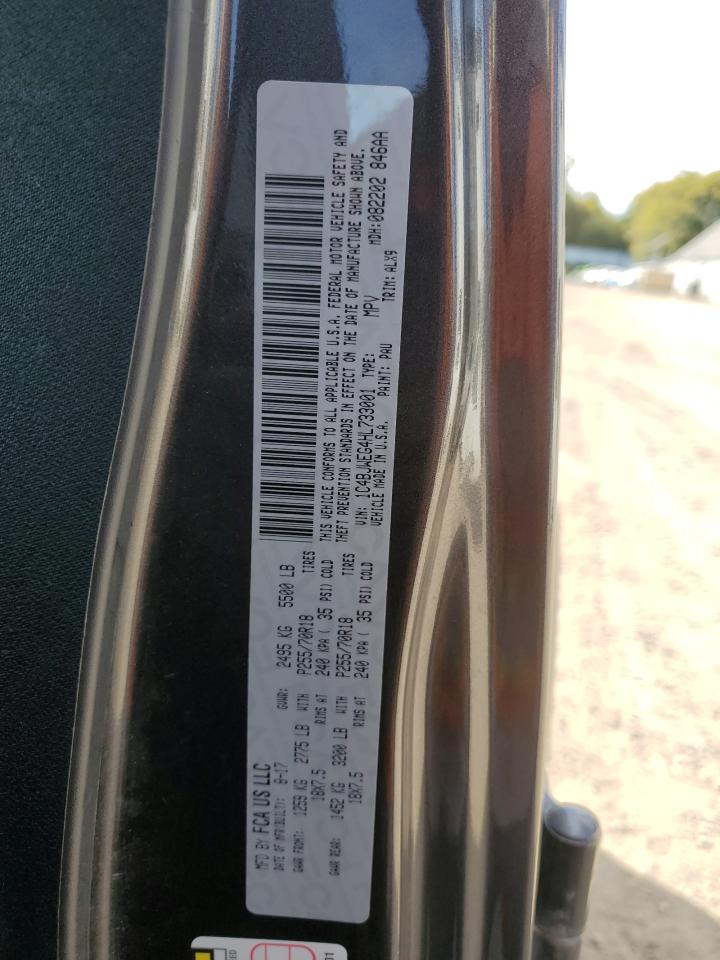 MFD BY FCA US LLC
DATE OF MFR(BUILT): 8-17
GVWR: 2495 KG 5500 LB
GAWR FRONT: 1259 KG 2775 LB WITH P255/70R18 TIRES
18X7.5 RIMS AT 240 KPA ( 35 PSI) COLD
GAWR REAR: 1452 KG 3200 LB WITH P255/70R18 TIRES
18X7.5 RIMS AT 240 KPA ( 35 PSI) COLD
THIS VEHICLE CONFORMS TO ALL APPLICABLE U.S.A. FEDERAL MOTOR VEHICLE SAFETY AND
THEFT PREVENTION STANDARDS IN EFFECT ON THE DATE OF MANUFACTURE SHOWN ABOVE.
VIN: 1C4BJWEG4HL733001 TYPE: MPV MDH:082202 846AA
VEHICLE MADE IN U.S.A. PAINT: PAU TRIM: ALX9